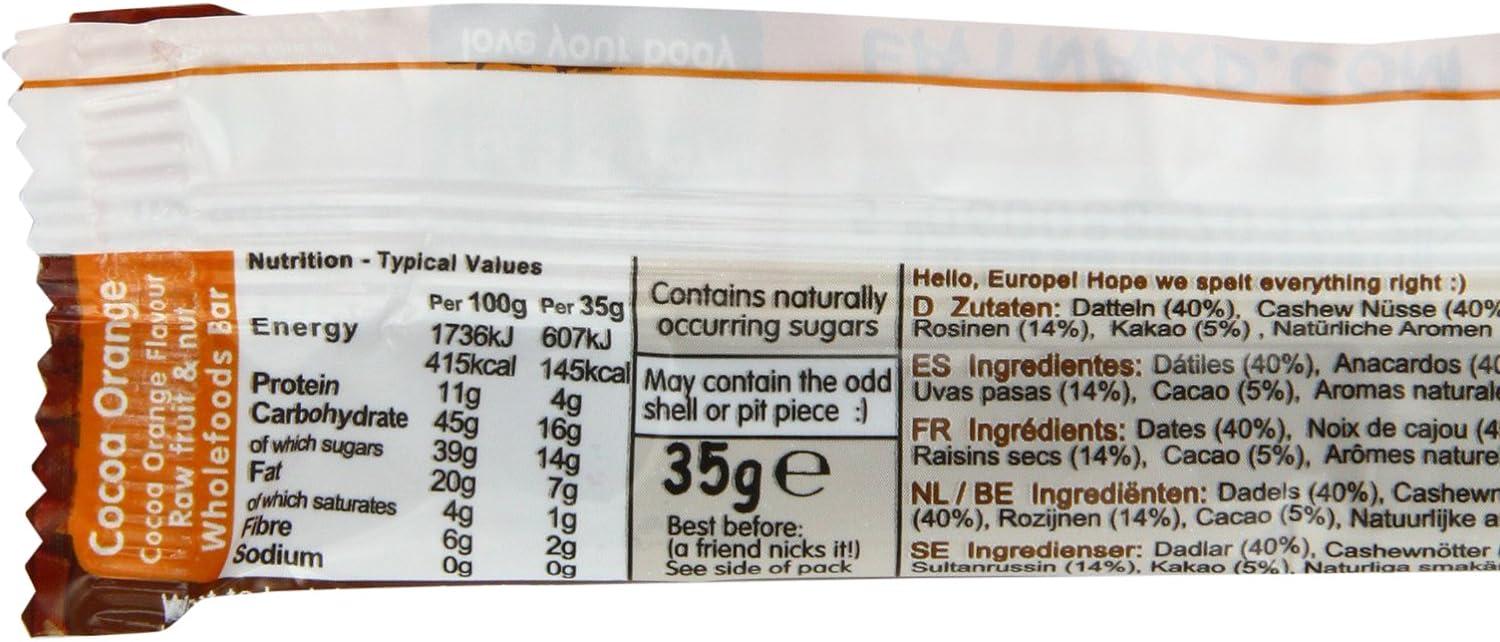 love your body
EATNAKD.COM
Cocoa Orange
Cocoa Orange Flavour
Raw fruit & nut
Wholefoods Bar
Nutrition - Typical Values
Per 100g Per 35g
Energy 1736kJ 607kJ
415kcal 145kcal
Protein 11g 4g
Carbohydrate 45g 16g
of which sugars 39g 14g
Fat 20g 7g
of which saturates 4g 1g
Fibre 6g 2g
Sodium 0g 0g
Contains naturally
occurring sugars
May contain the odd
shell or pit piece :)
35g e
Best before:
(a friend nicks it!)
See side of pack
Hello, Europe! Hope we spelt everything right :)
D Zutaten: Datteln (40%), Cashew Nüsse (40%
Rosinen (14%), Kakao (5%) , Natürliche Aromen
ES Ingredientes: Dátiles (40%), Anacardos (40
Uvas pasas (14%), Cacao (5%), Aromas naturale
FR Ingrédients: Dates (40%), Noix de cajou (4
Raisins secs (14%), Cacao (5%), Arômes nature
NL / BE Ingrediënten: Dadels (40%), Cashewn
(40%), Rozijnen (14%), Cacao (5%), Natuurlijke a
SE Ingredienser: Dadlar (40%), Cashewnötter
Sultanrussin (14%), Kakao (5%), Naturliga smakä